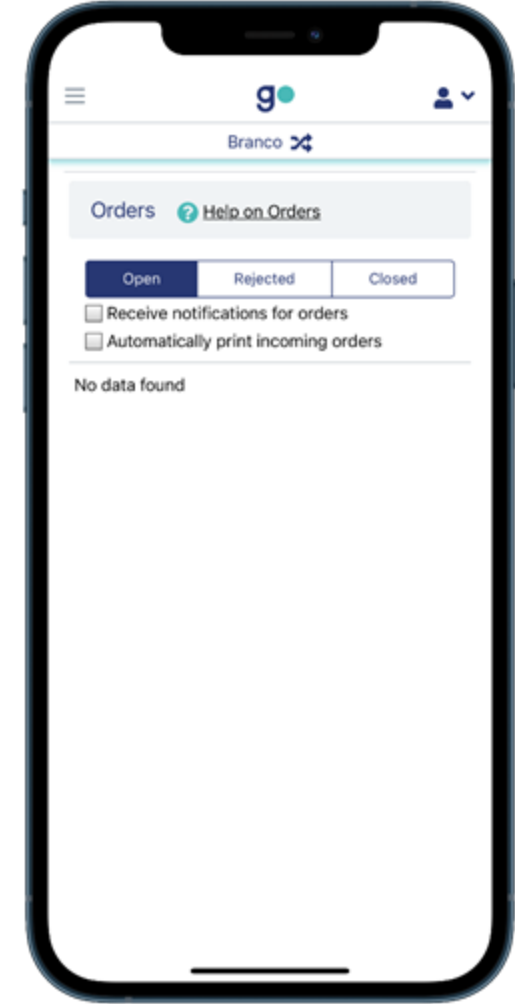 go
Branco
Orders ? Help on Orders
Open Rejected Closed
Receive notifications for orders
Automatically print incoming orders
No data found